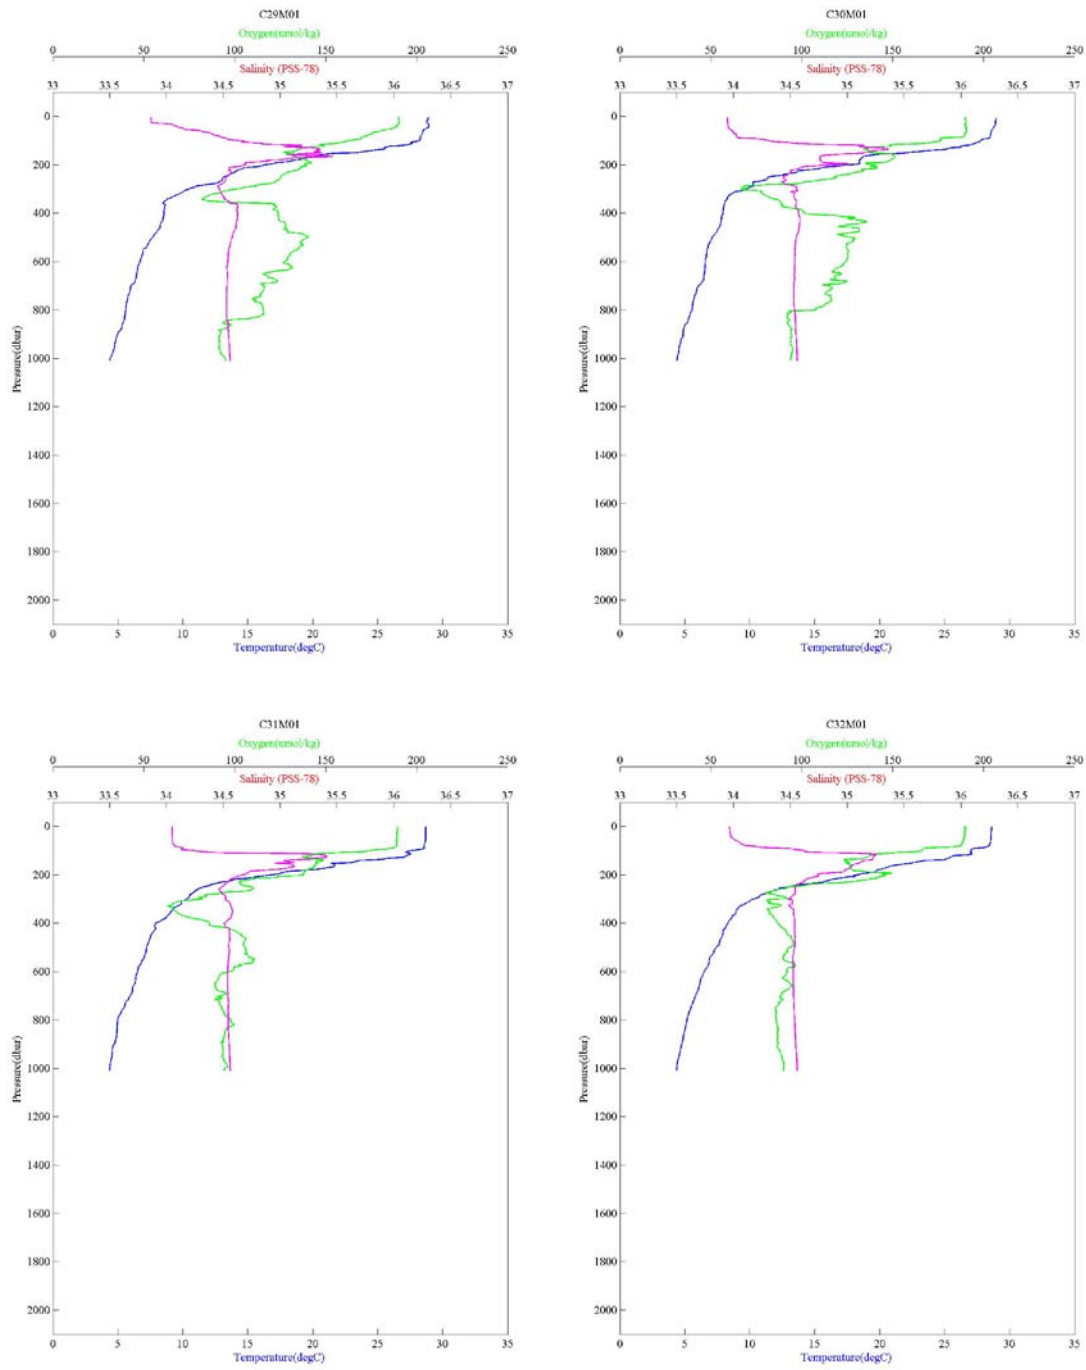 C29M01
Oxygen(umol/kg)
0 50 100 150 200 250
Salinity (PSS-78)
33 33.5 34 34.5 35 35.5 36 36.5 37
0
200
400
600
800
1000
1200
1400
1600
1800
2000
Pressure(dbar)
0 5 10 15 20 25 30 35
Temperature(degC)
C30M01
Oxygen(umol/kg)
0 50 100 150 200 250
Salinity (PSS-78)
33 33.5 34 34.5 35 35.5 36 36.5 37
0
200
400
600
800
1000
1200
1400
1600
1800
2000
Pressure(dbar)
0 5 10 15 20 25 30 35
Temperature(degC)
C31M01
Oxygen(umol/kg)
0 50 100 150 200 250
Salinity (PSS-78)
33 33.5 34 34.5 35 35.5 36 36.5 37
0
200
400
600
800
1000
1200
1400
1600
1800
2000
Pressure(dbar)
0 5 10 15 20 25 30 35
Temperature(degC)
C32M01
Oxygen(umol/kg)
0 50 100 150 200 250
Salinity (PSS-78)
33 33.5 34 34.5 35 35.5 36 36.5 37
0
200
400
600
800
1000
1200
1400
1600
1800
2000
Pressure(dbar)
0 5 10 15 20 25 30 35
Temperature(degC)